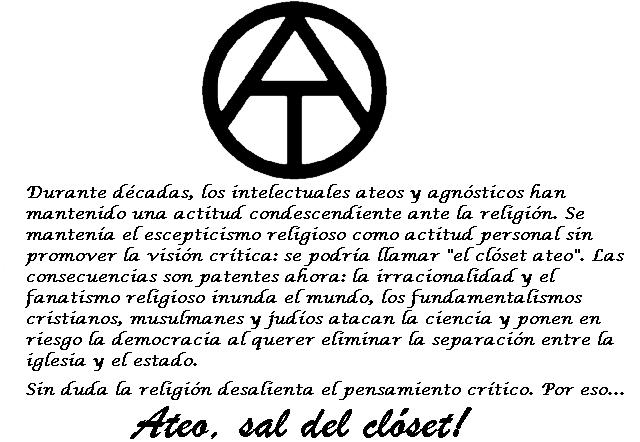 Durante décadas, los intelectuales ateos y agnósticos han
mantenido una actitud condescendiente ante la religión. Se
mantenía el escepticismo religioso como actitud personal sin
promover la visión crítica: se podría llamar "el clóset ateo". Las
consecuencias son patentes ahora: la irracionalidad y el
fanatismo religioso inunda el mundo, los fundamentalismos
cristianos, musulmanes y judíos atacan la ciencia y ponen en
riesgo la democracia al querer eliminar la separación entre la
iglesia y el estado.
Sin duda la religión desalienta el pensamiento crítico. Por eso...
Ateo, sal del clóset!